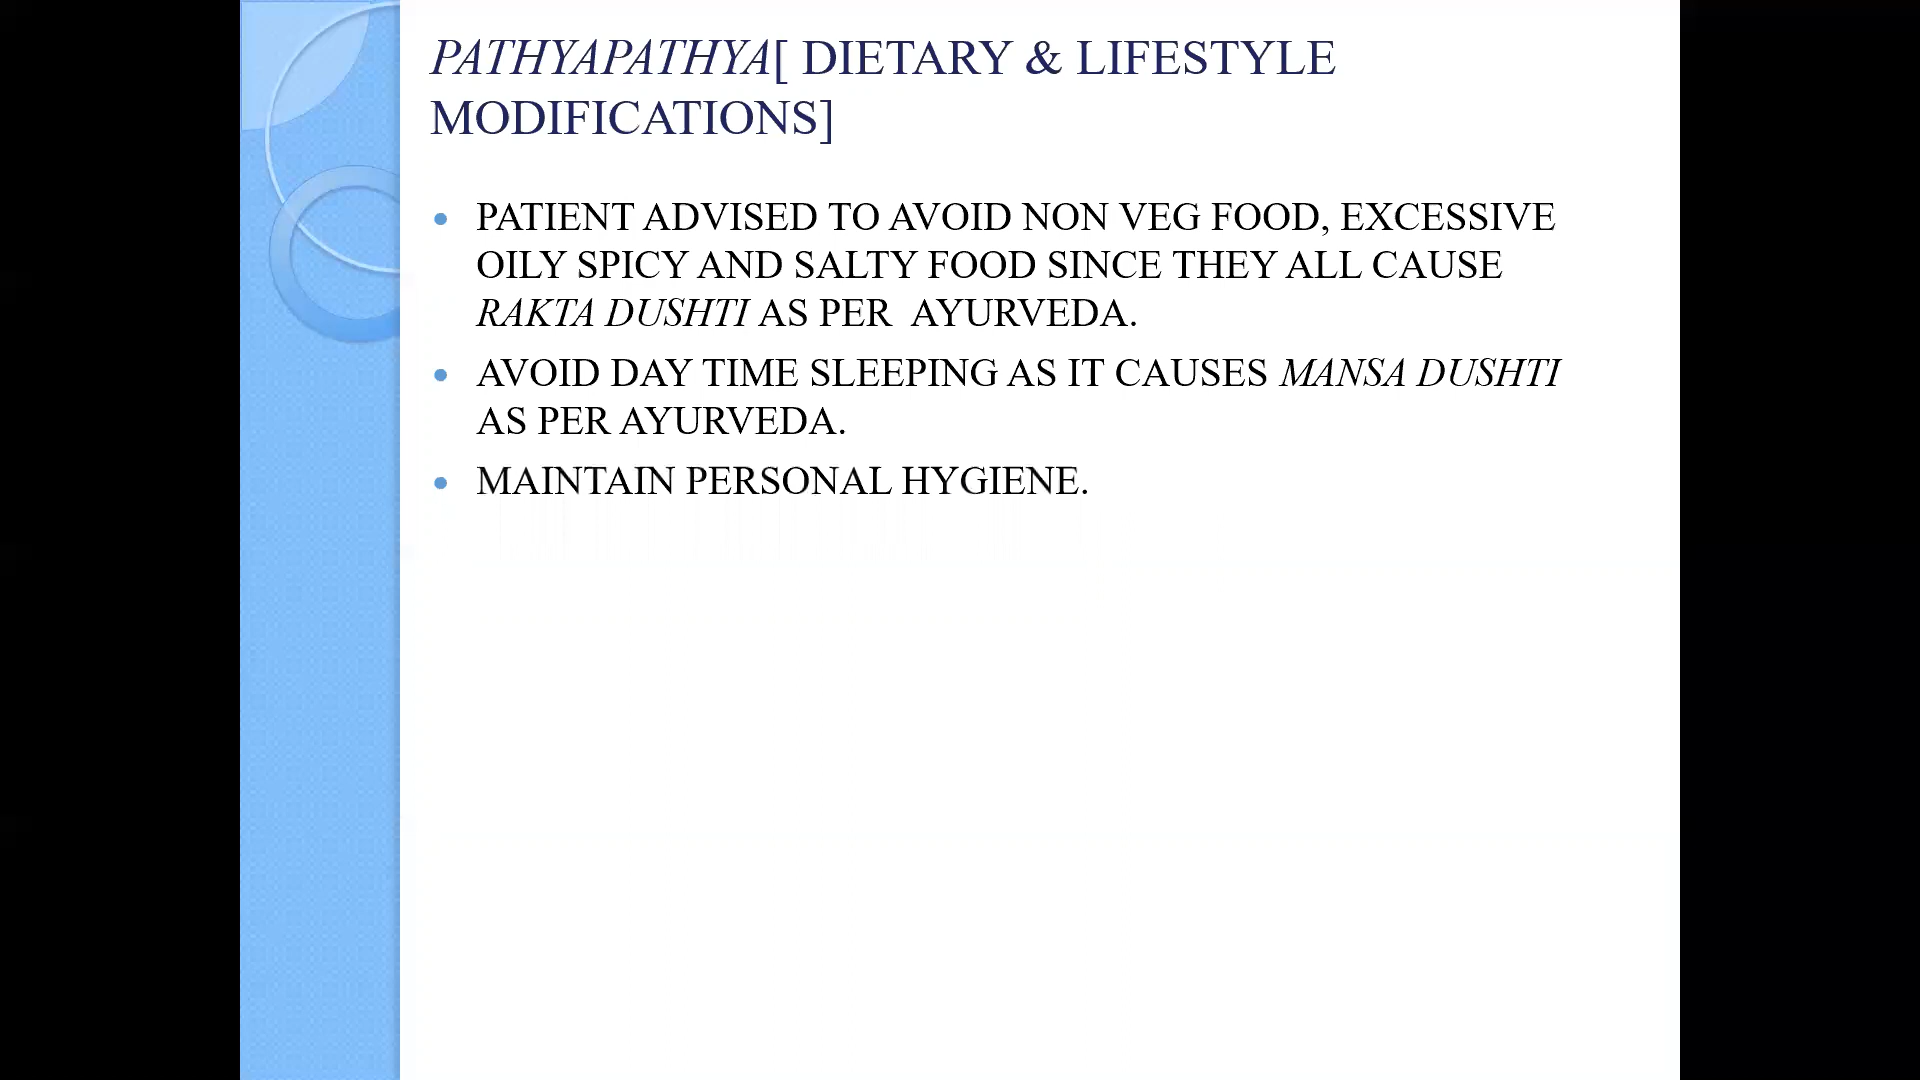 PATHYAPATHYA[ DIETARY & LIFESTYLE
MODIFICATIONS]
• PATIENT ADVISED TO AVOID NON VEG FOOD, EXCESSIVE
OILY SPICY AND SALTY FOOD SINCE THEY ALL CAUSE
RAKTA DUSHTI AS PER  AYURVEDA.
• AVOID DAY TIME SLEEPING AS IT CAUSES MANSA DUSHTI
AS PER AYURVEDA.
• MAINTAIN PERSONAL HYGIENE.